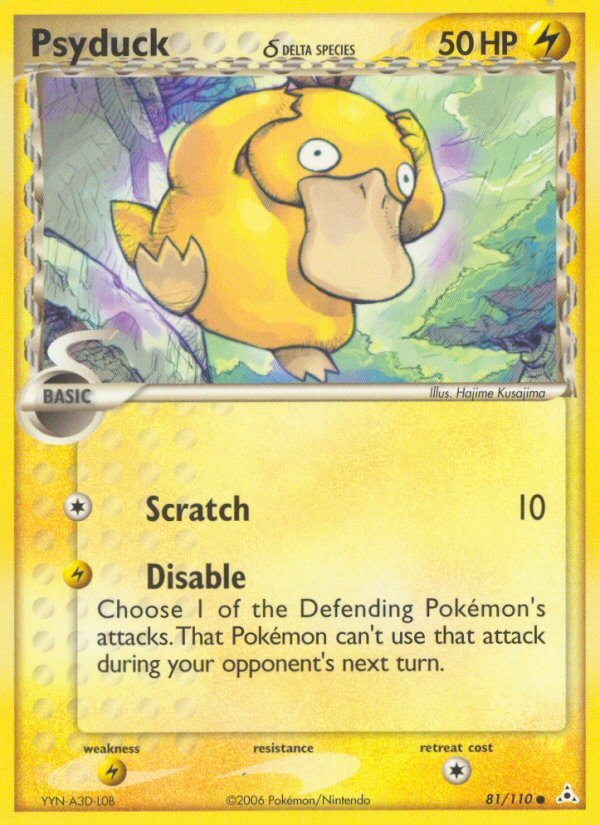 Psyduck δ DELTA SPECIES 50 HP
BASIC
Illus. Hajime Kusajima
Scratch 10
Disable
Choose 1 of the Defending Pokémon's
attacks. That Pokémon can't use that attack
during your opponent's next turn.
weakness resistance retreat cost
YYN-A3D-L0B ©2006 Pokémon/Nintendo 81/110